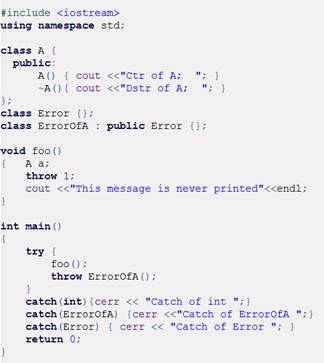 #include <iostream>
using namespace std;
class A {
public:
A() { cout <<"Ctr of A;  "; }
~A(){ cout <<"Dstr of A;  "; }
};
class Error {};
class ErrorOfA : public Error {};
void foo()
{   A a;
throw 1;
cout <<"This message is never printed"<<endl;
}
int main()
{
try {
foo();
throw ErrorOfA();
}
catch(int){cerr << "Catch of int ";}
catch(ErrorOfA) {cerr <<"Catch of ErrorOfA ";}
catch(Error) { cerr << "Catch of Error "; }
return 0;
}